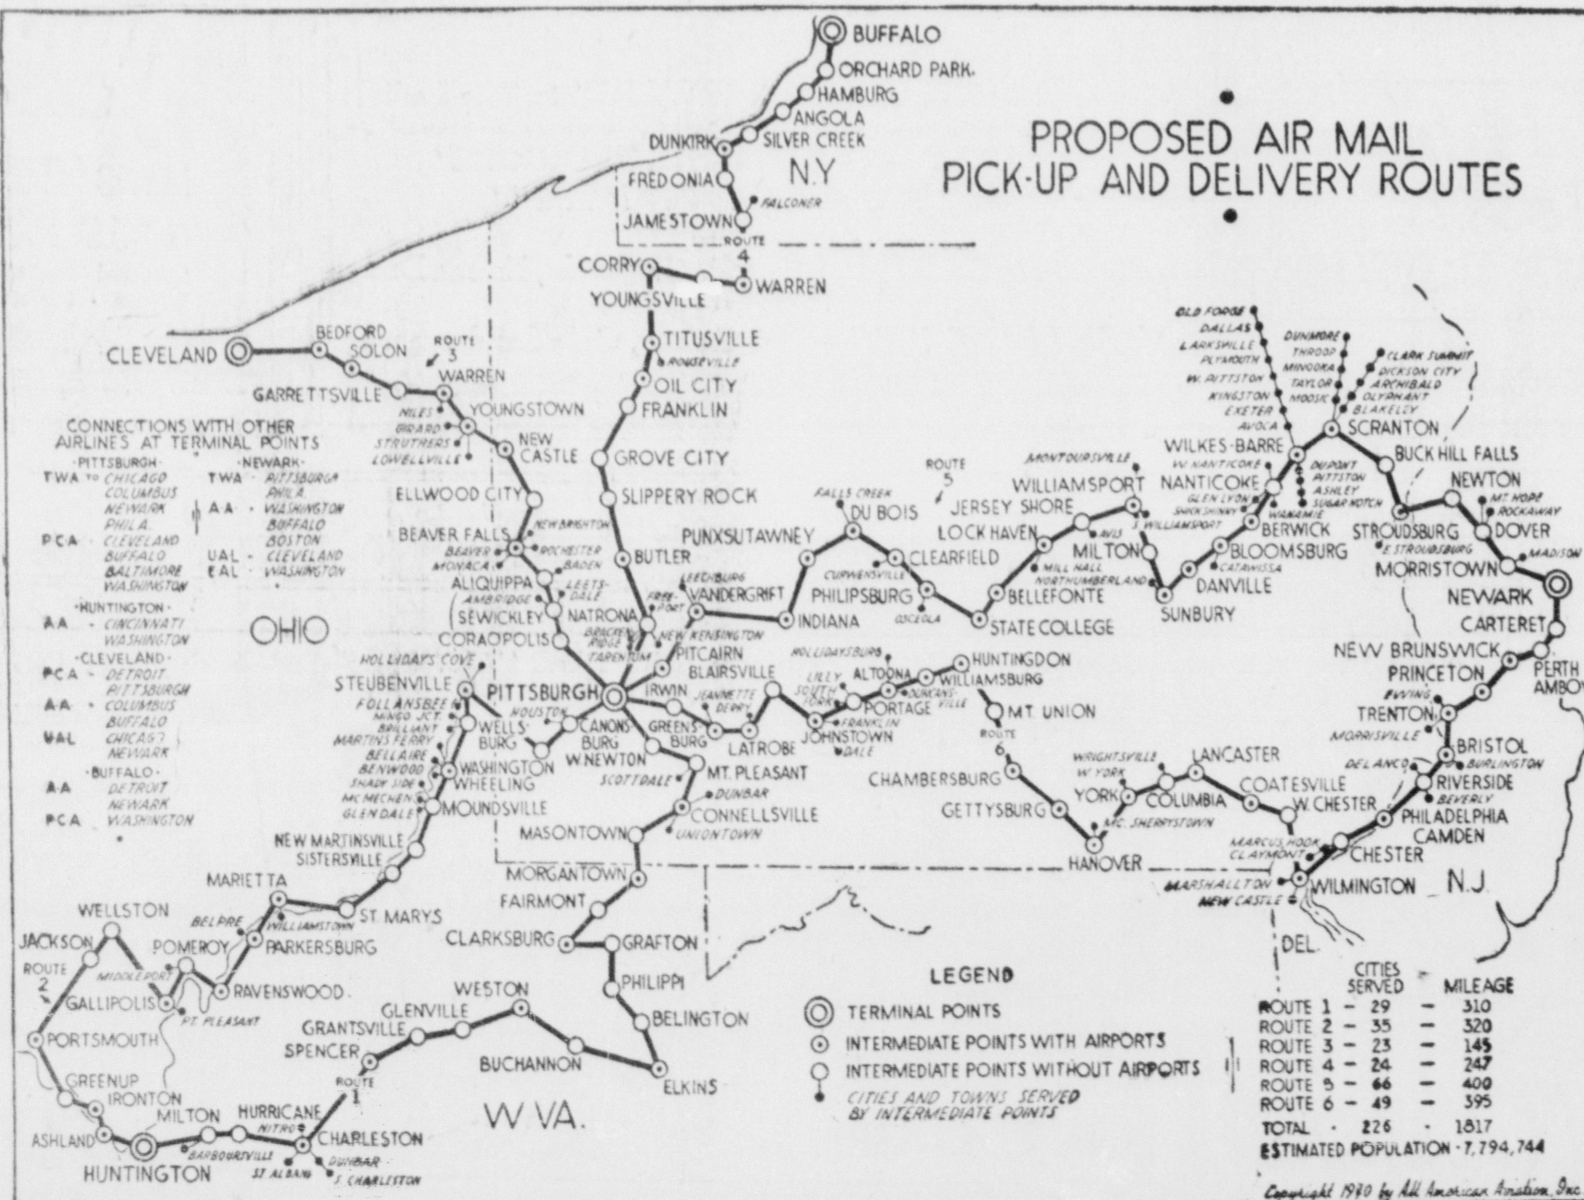 PROPOSED AIR MAIL
PICK-UP AND DELIVERY ROUTES
BUFFALO
ORCHARD PARK.
HAMBURG
ANGOLA
SILVER CREEK
DUNKIRK
N.Y
FREDONIA
FALCONER
JAMESTOWN
ROUTE
4
CORRY
WARREN
YOUNGSVILLE
TITUSVILLE
ROUSEVILLE
OIL CITY
FRANKLIN
GROVE CITY
SLIPPERY ROCK
BUTLER
NATRONA
FREE-
PORT
BRACKEN-
RIDGE
TARENTUM
NEW KENSINGTON
CLEVELAND
BEDFORD
SOLON
ROUTE
3
GARRETTSVILLE
WARREN
NILES
GIRARD
STRUTHERS
LOWELLVILLE
YOUNGSTOWN
NEW
CASTLE
ELLWOOD CITY
NEW BRIGHTON
BEAVER FALLS
BEAVER
MONACA
ROCHESTER
BADEN
ALIQUIPPA
AMBRIDGE
LEETS-
DALE
SEWICKLEY
CORAOPOLIS
CONNECTIONS WITH OTHER
AIRLINES AT TERMINAL POINTS
·PITTSBURGH·
TWA TO CHICAGO
COLUMBUS
NEWARK
PHILA.
PCA - CLEVELAND
BUFFALO
BALTIMORE
WASHINGTON
·NEWARK·
TWA - PITTSBURGH
PHILA.
AA - WASHINGTON
BUFFALO
BOSTON
UAL - CLEVELAND
EAL - WASHINGTON
·HUNTINGTON·
AA - CINCINNATI
WASHINGTON
·CLEVELAND·
PCA - DETROIT
PITTSBURGH
AA - COLUMBUS
BUFFALO
UAL CHICAGO
NEWARK
·BUFFALO·
AA DETROIT
NEWARK
PCA WASHINGTON
OHIO
OLD FORGE
DALLAS
LARKSVILLE
PLYMOUTH
W. PITTSTON
KINGSTON
EXETER
AVOCA
DUNMORE
THROOP
MINOOKA
TAYLOR
MOOSIC
CLARK SUMMIT
DICKSON CITY
ARCHIBALD
OLYPHANT
BLAKELEY
SCRANTON
WILKES-BARRE
W. NANTICOKE
NANTICOKE
GLEN LYON
SHICKSHINNY
DUPONT
PITTSTON
ASHLEY
SUGAR NOTCH
WANAMIE
BUCK HILL FALLS
NEWTON
MT. HOPE
ROCKAWAY
DOVER
STROUDSBURG
E. STROUDSBURG
MADISON
MORRISTOWN
NEWARK
CARTERET
PERTH
AMBOY
NEW BRUNSWICK
PRINCETON
EWING
TRENTON
MORRISVILLE
BRISTOL
BURLINGTON
DELANCO
RIVERSIDE
BEVERLY
PHILADELPHIA
CAMDEN
CHESTER
MARCUS HOOK
CLAYMONT
MARSHALLTON
WILMINGTON
NEW CASTLE
N.J.
DEL.
ROUTE
5
MONTOURSVILLE
WILLIAMSPORT
S. WILLIAMSPORT
JERSEY SHORE
AVIS
LOCK HAVEN
MILL HALL
MILTON
NORTHUMBERLAND
SUNBURY
DANVILLE
BLOOMSBURG
CATAWISSA
BERWICK
FALLS CREEK
DU BOIS
PUNXSUTAWNEY
CLEARFIELD
CURWENSVILLE
PHILIPSBURG
OSCEOLA
BELLEFONTE
STATE COLLEGE
INDIANA
LEECHBURG
VANDERGRIFT
PITCAIRN
PITTSBURGH
IRWIN
BLAIRSVILLE
JEANNETTE
DERRY
GREENS-
BURG
LATROBE
LILLY
SOUTH
FORK
JOHNSTOWN
FRANKLIN
DALE
PORTAGE
HOLLIDAYSBURG
ALTOONA
DUNCANS-
VILLE
WILLIAMSBURG
HUNTINGDON
MT. UNION
ROUTE
6
CHAMBERSBURG
GETTYSBURG
HANOVER
MC. SHERRYSTOWN
YORK
W. YORK
WRIGHTSVILLE
COLUMBIA
LANCASTER
COATESVILLE
W. CHESTER
HOLLIDAYS COVE
STEUBENVILLE
FOLLANSBEE
MINGO JCT.
BRILLIANT
WELLS-
BURG
MARTINS FERRY
BELLAIRE
BENWOOD
SHADY SIDE
MCMECHEN
GLENDALE
HOUSTON
CANONS-
BURG
WASHINGTON
WHEELING
MOUNDSVILLE
NEW MARTINSVILLE
SISTERSVILLE
ST. MARYS
MARIETTA
WILLIAMSTOWN
BELPRE
PARKERSBURG
RAVENSWOOD.
POMEROY
MIDDLEPORT
GALLIPOLIS
PT. PLEASANT
WELLSTON
JACKSON
ROUTE
2
PORTSMOUTH
GREENUP
IRONTON
ASHLAND
HUNTINGTON
MILTON
BARBOURSVILLE
HURRICANE
NITRO
CHARLESTON
ST. ALBANS
DUNBAR
S. CHARLESTON
ROUTE
1
SPENCER
GRANTSVILLE
GLENVILLE
WESTON
BUCHANNON
ELKINS
BELINGTON
PHILIPPI
GRAFTON
CLARKSBURG
FAIRMONT
MORGANTOWN
MASONTOWN
UNIONTOWN
CONNELLSVILLE
DUNBAR
SCOTTDALE
MT. PLEASANT
W. NEWTON
W VA.
LEGEND
TERMINAL POINTS
INTERMEDIATE POINTS WITH AIRPORTS
INTERMEDIATE POINTS WITHOUT AIRPORTS
CITIES AND TOWNS SERVED
BY INTERMEDIATE POINTS
CITIES
SERVED MILEAGE
ROUTE 1 - 29 - 310
ROUTE 2 - 35 - 320
ROUTE 3 - 23 - 145
ROUTE 4 - 24 - 247
ROUTE 5 - 66 - 400
ROUTE 6 - 49 - 395
TOTAL · 226 · 1817
ESTIMATED POPULATION - 7,794,744
Copyright 1940 by All American Aviation, Inc